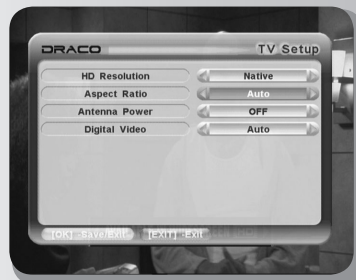 DRACO TV Setup
HD Resolution Native
Aspect Ratio Auto
Antenna Power OFF
Digital Video Auto
[OK] -Save/Exit- [EXIT] -Exit